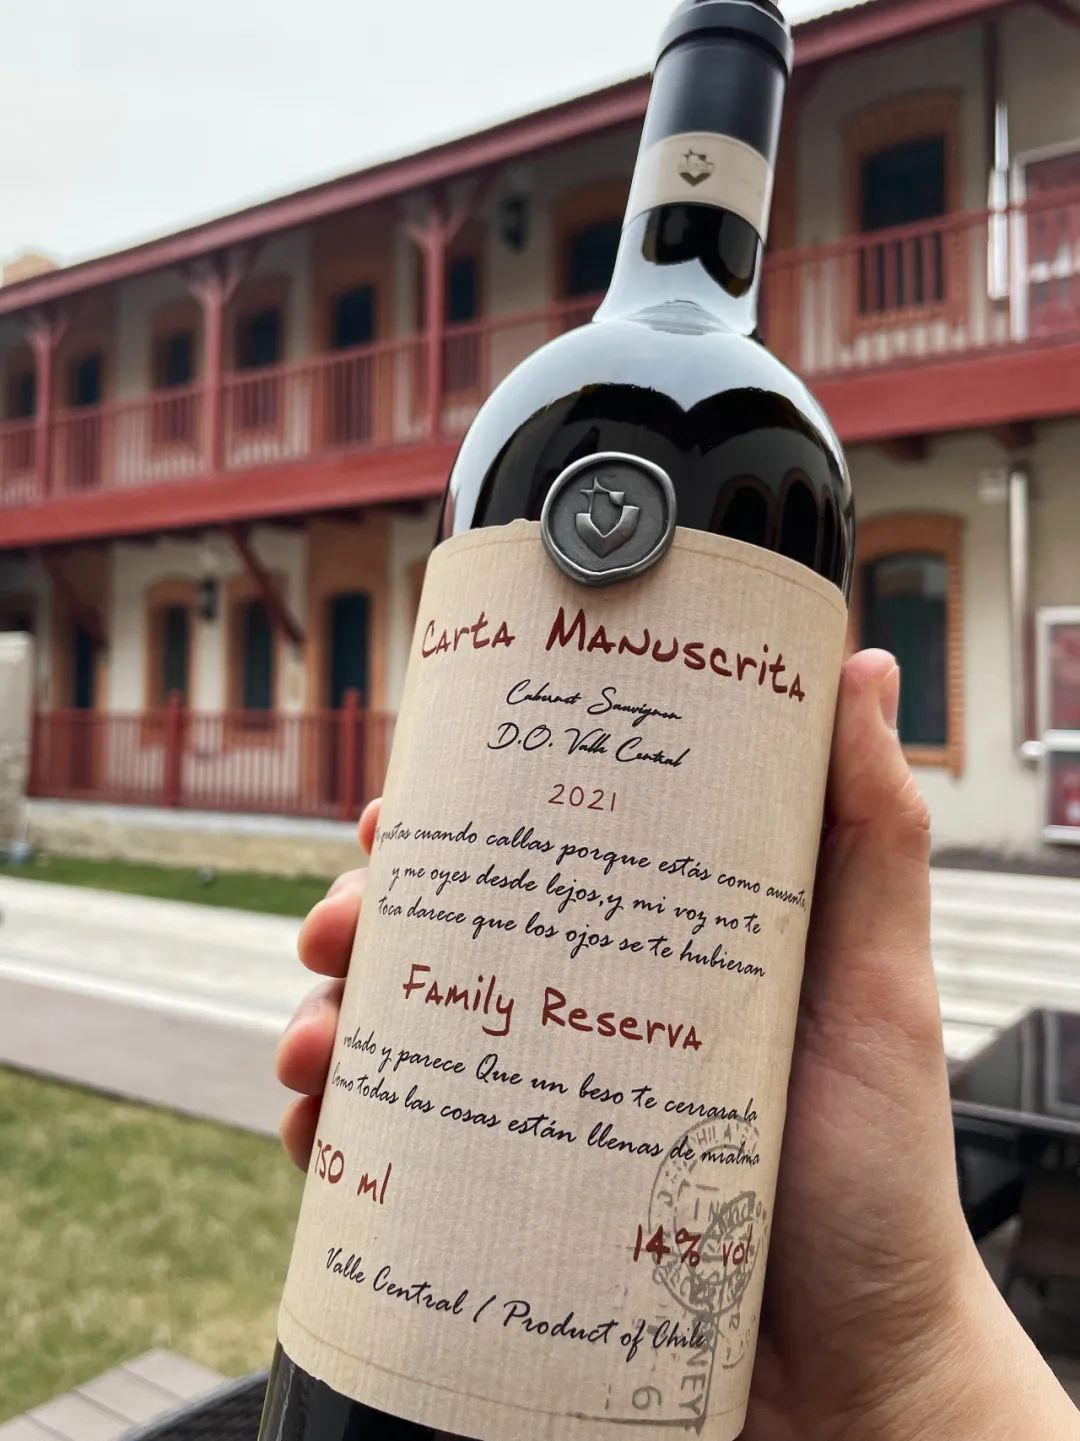 Carta Manuscrita
Cabernet Sauvignon
D.O. Valle Central
2021
gustas cuando callas porque estás como ausente,
y me oyes desde lejos,y mi voz no te
toca darece que los ojos se te hubieran
Family Reserva
volado y parece Que un beso te cerrara la
Como todas las cosas están llenas de mialma
750 ml
14% vol
Valle Central / Product of Chile